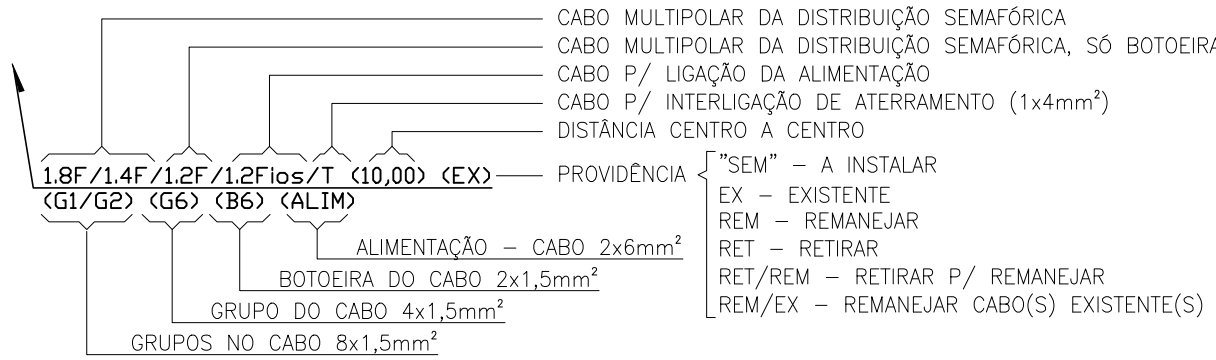 CABO MULTIPOLAR DA DISTRIBUIÇÃO SEMAFÓRICA
CABO MULTIPOLAR DA DISTRIBUIÇÃO SEMAFÓRICA, SÓ BOTOEIRA
CABO P/ LIGAÇÃO DA ALIMENTAÇÃO
CABO P/ INTERLIGAÇÃO DE ATERRAMENTO (1x4mm²)
DISTÂNCIA CENTRO A CENTRO
1.8F/1.4F/1.2F/1.2Fios/T (10,00) (EX)
(G1/G2) (G6) (B6) (ALIM)
PROVIDÊNCIA
"SEM" – A INSTALAR
EX – EXISTENTE
REM – REMANEJAR
RET – RETIRAR
RET/REM – RETIRAR P/ REMANEJAR
REM/EX – REMANEJAR CABO(S) EXISTENTE(S)
ALIMENTAÇÃO – CABO 2x6mm²
BOTOEIRA DO CABO 2x1,5mm²
GRUPO DO CABO 4x1,5mm²
GRUPOS NO CABO 8x1,5mm²